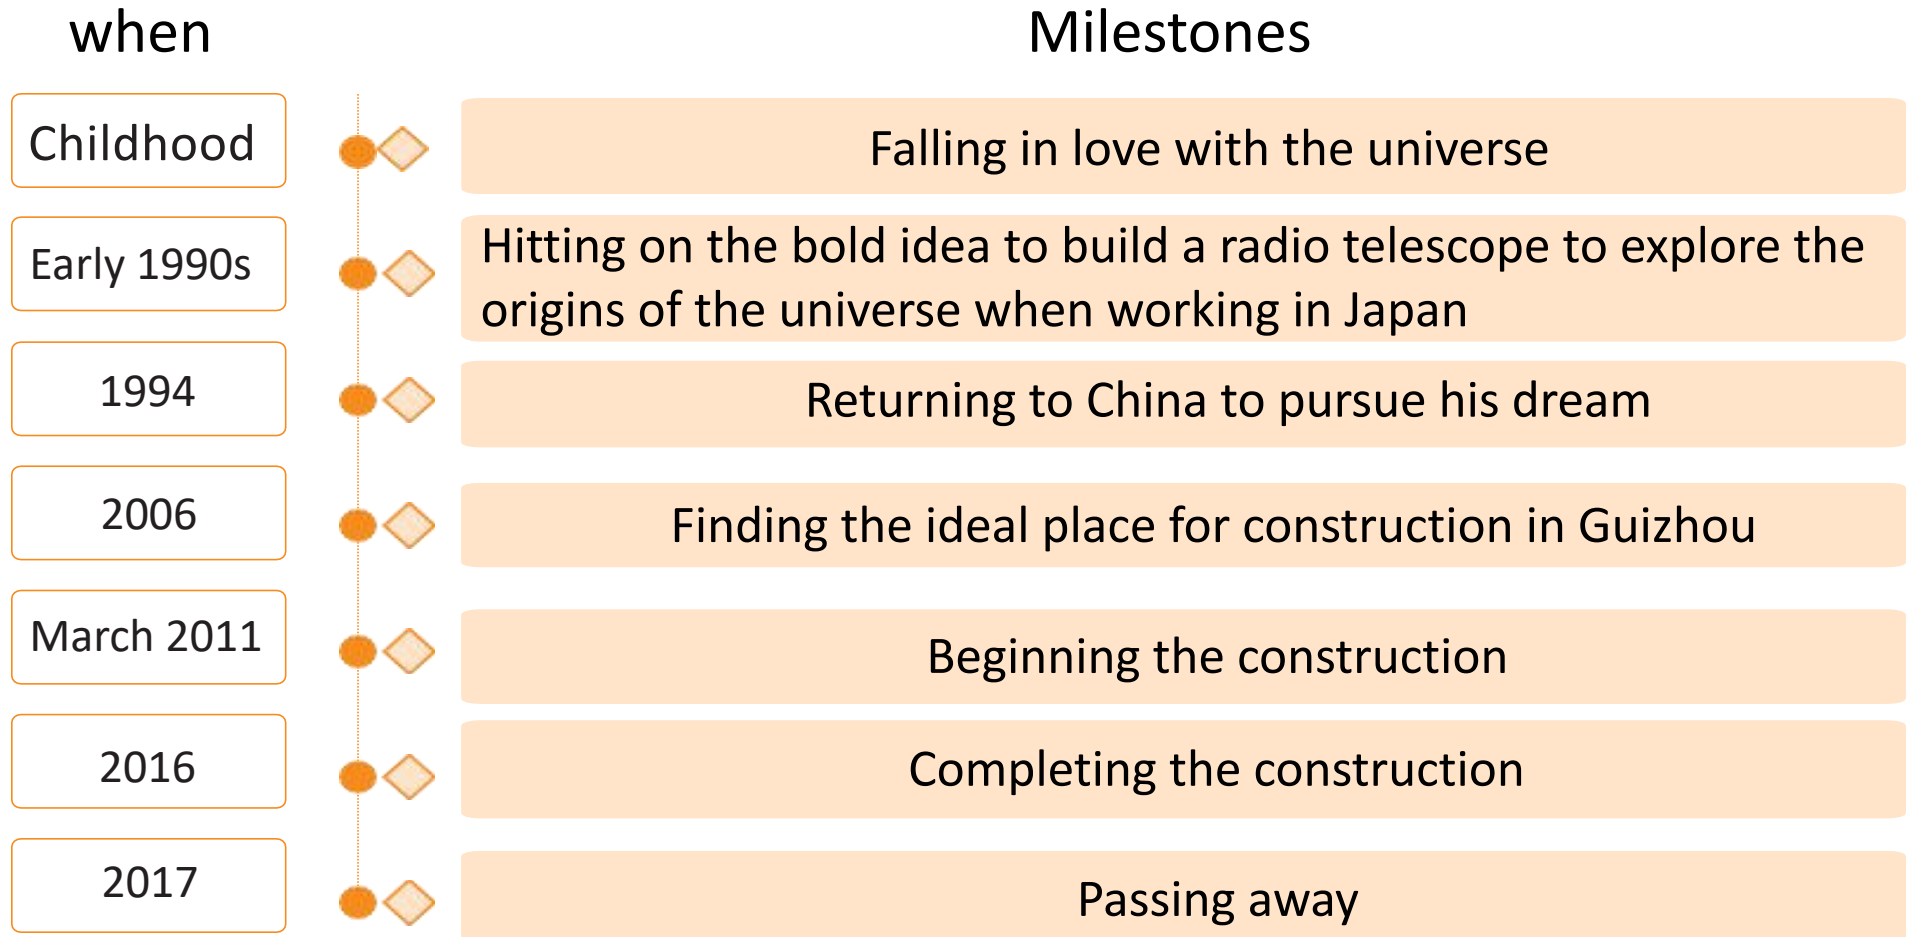 when
Milestones
Childhood
Falling in love with the universe
Early 1990s
Hitting on the bold idea to build a radio telescope to explore the
origins of the universe when working in Japan
1994
Returning to China to pursue his dream
2006
Finding the ideal place for construction in Guizhou
March 2011
Beginning the construction
2016
Completing the construction
2017
Passing away